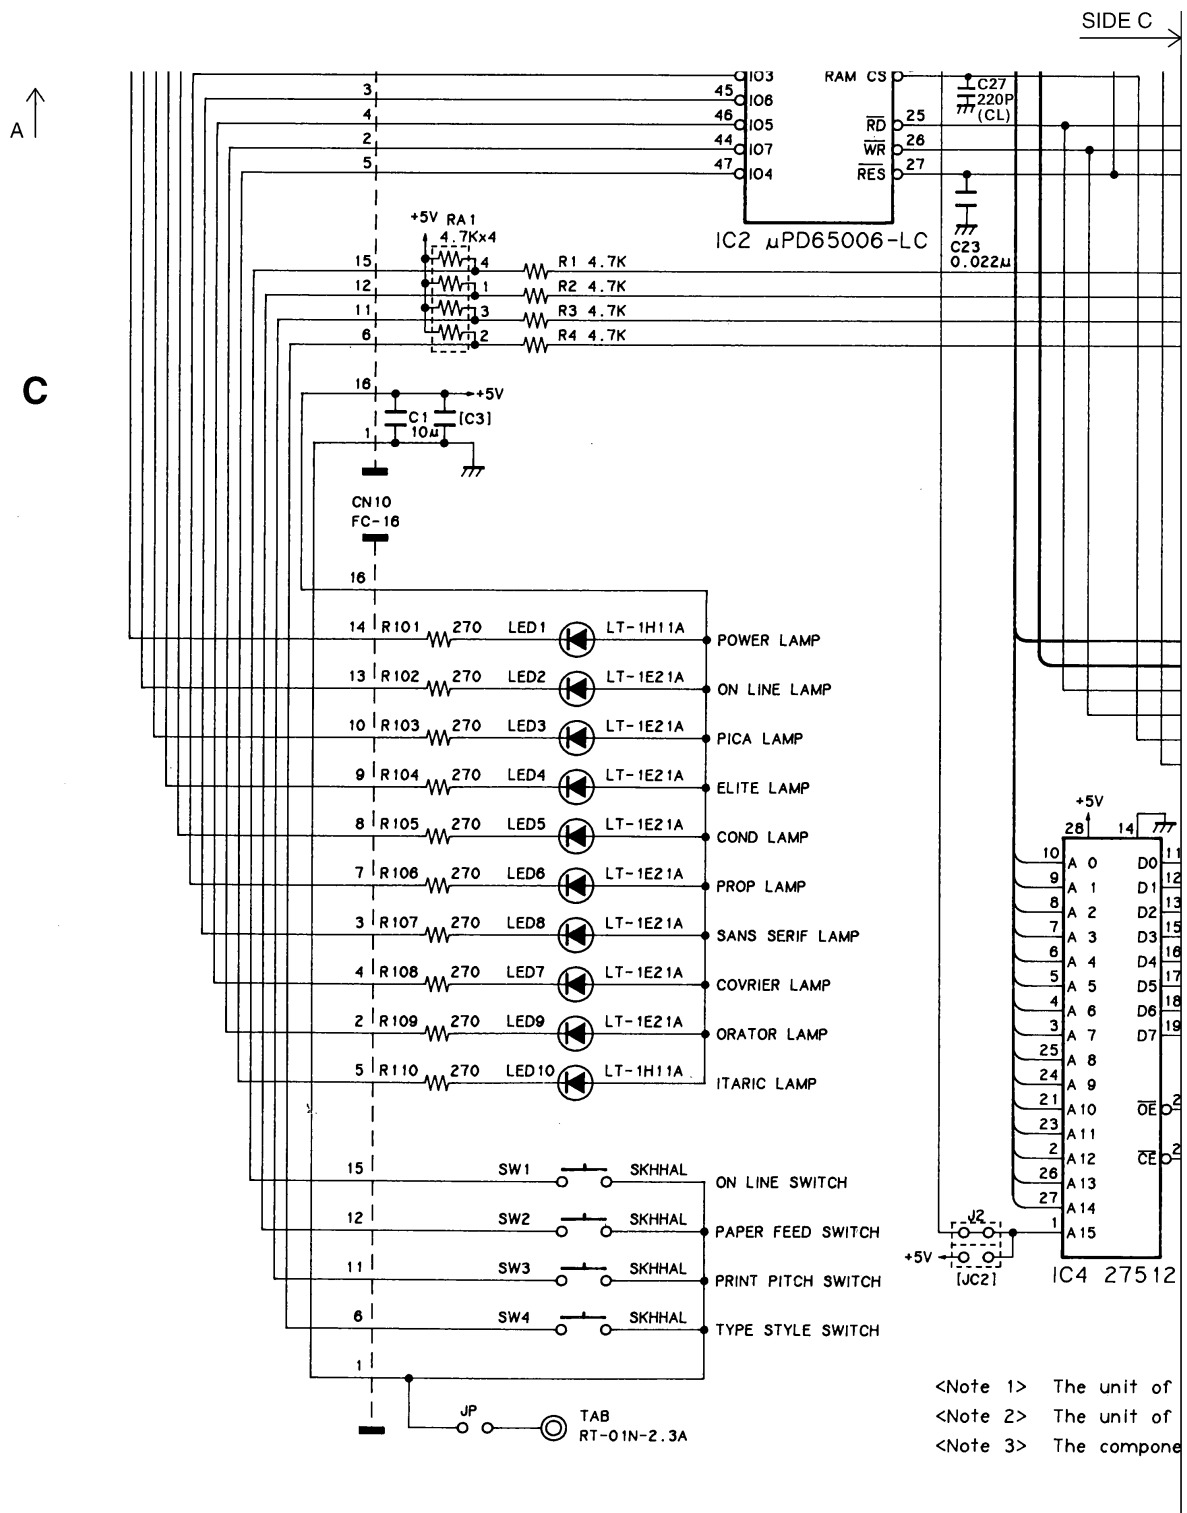 SIDE C
A
IO3 RAM CS
3 45 IO6
4 46 IO5 RD 25
2 44 IO7 WR 26
5 47 IO4 RES 27
C27
220P
(CL)
IC2 μPD65006-LC
C23
0.022μ
+5V RA1
4.7Kx4
15 4 R1 4.7K
12 1 R2 4.7K
11 3 R3 4.7K
6 2 R4 4.7K
C
16 +5V
C1 [C3]
10μ
1
CN10
FC-16
16
14 R101 270 LED1 LT-1H11A POWER LAMP
13 R102 270 LED2 LT-1E21A ON LINE LAMP
10 R103 270 LED3 LT-1E21A PICA LAMP
9 R104 270 LED4 LT-1E21A ELITE LAMP
8 R105 270 LED5 LT-1E21A COND LAMP
7 R106 270 LED6 LT-1E21A PROP LAMP
3 R107 270 LED8 LT-1E21A SANS SERIF LAMP
4 R108 270 LED7 LT-1E21A COVRIER LAMP
2 R109 270 LED9 LT-1E21A ORATOR LAMP
5 R110 270 LED10 LT-1H11A ITARIC LAMP
15 SW1 SKHHAL ON LINE SWITCH
12 SW2 SKHHAL PAPER FEED SWITCH
11 SW3 SKHHAL PRINT PITCH SWITCH
6 SW4 SKHHAL TYPE STYLE SWITCH
1
JP TAB
RT-01N-2.3A
+5V
28 14
10 A 0 D0 11
9 A 1 D1 12
8 A 2 D2 13
7 A 3 D3 15
6 A 4 D4 16
5 A 5 D5 17
4 A 6 D6 18
3 A 7 D7 19
25 A 8
24 A 9
21 A10 OE 2
23 A11
2 A12 CE 2
26 A13
27 A14
1 A15
J2
+5V
[JC2]
IC4 27512
<Note 1> The unit of
<Note 2> The unit of
<Note 3> The compone